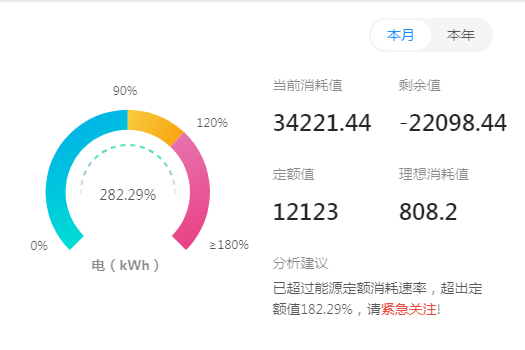 本月
本年
90%
120%
282.29%
0%
≥180%
电（kWh）
当前消耗值
剩余值
34221.44
-22098.44
定额值
理想消耗值
12123
808.2
分析建议
已超过能源定额消耗速率，超出定
额值182.29%，请紧急关注!